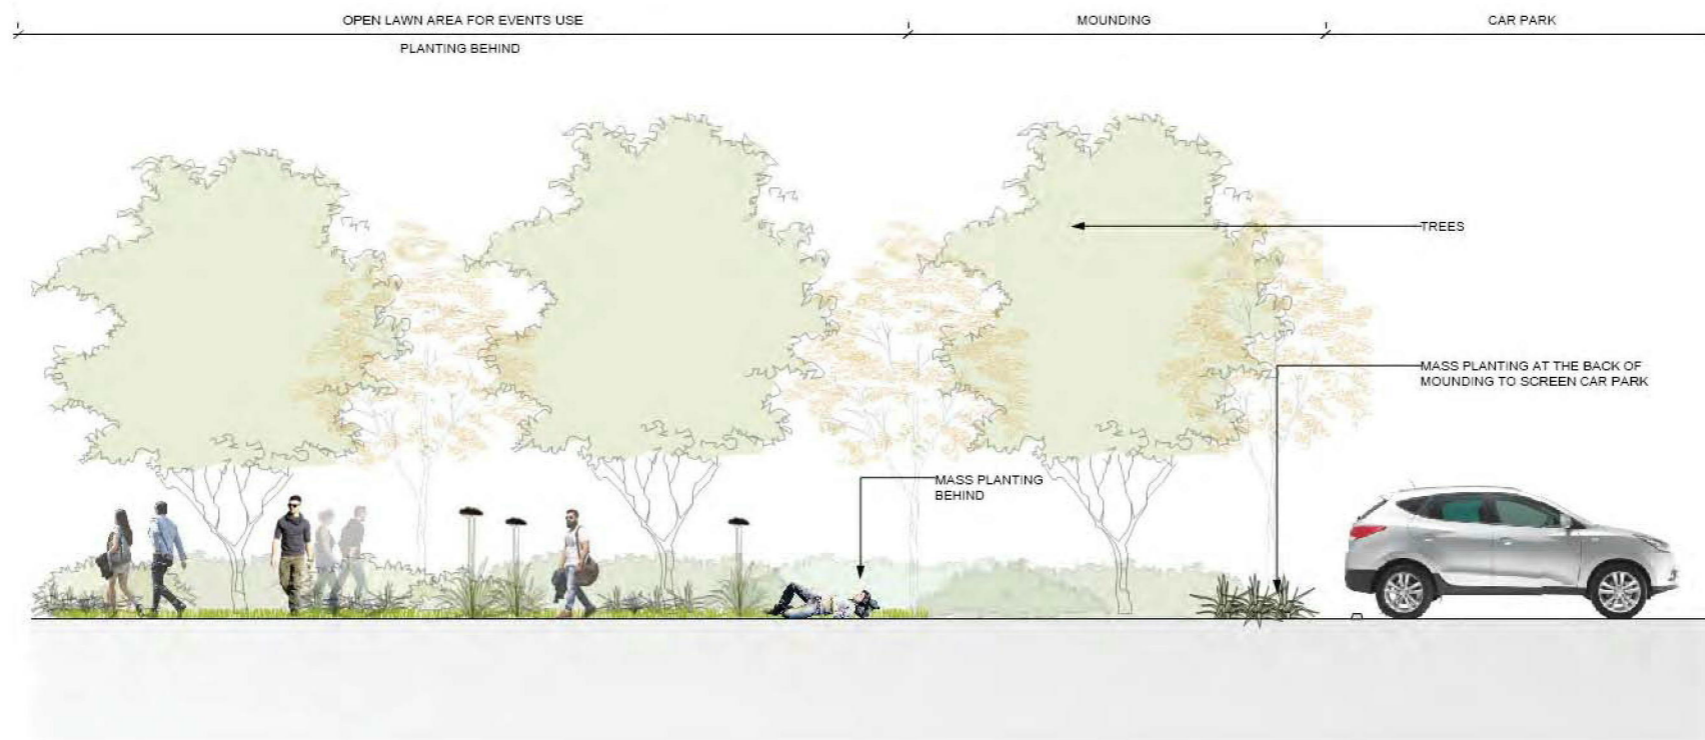 OPEN LAWN AREA FOR EVENTS USE
MOUNDING
CAR PARK
PLANTING BEHIND
TREES
MASS PLANTING AT THE BACK OF
MOUNDING TO SCREEN CAR PARK
MASS PLANTING
BEHIND